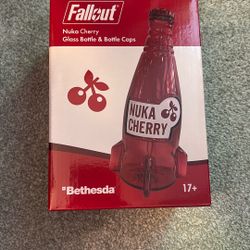 Fallout
Nuka Cherry
Glass Bottle & Bottle Caps
NUKA
CHERRY
Bethesda
17+